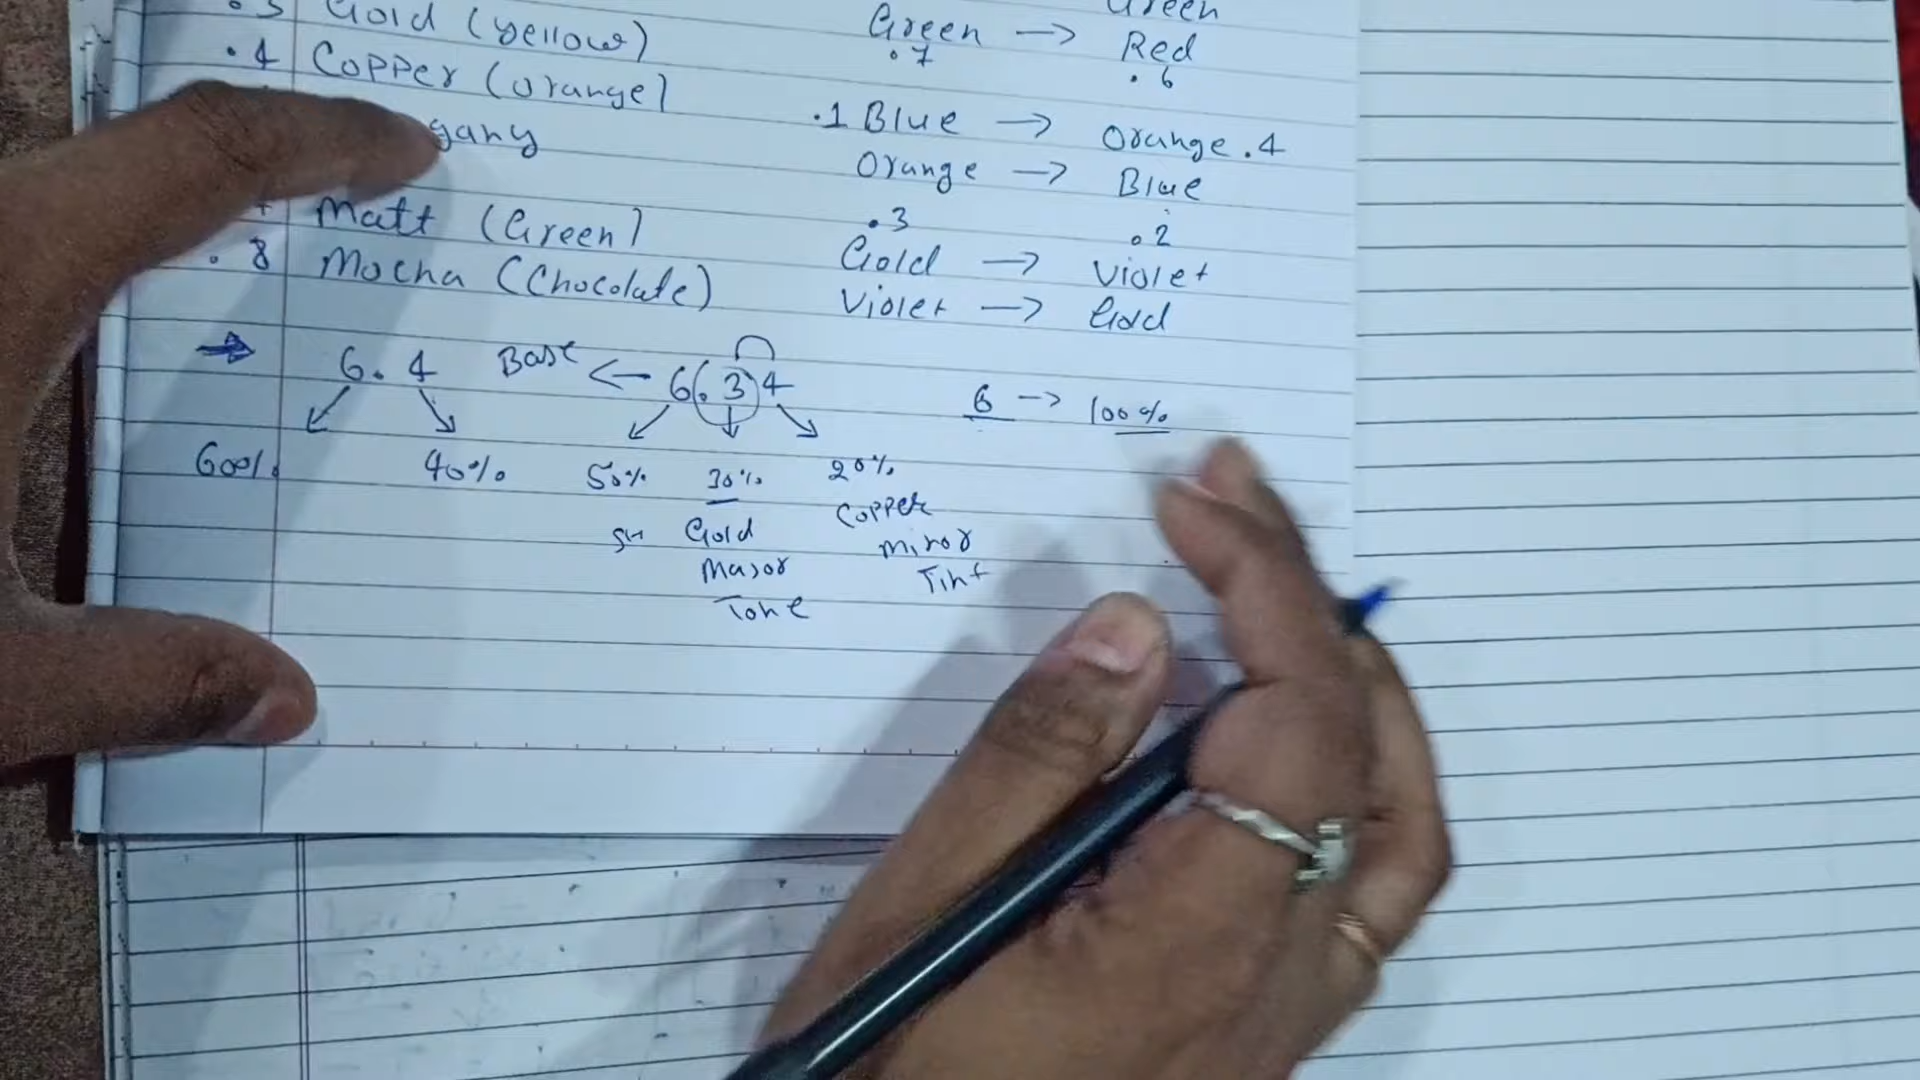 .3 Gold (yellow)
.4 Copper (orange)
gany
Matt (Green)
.8 Mocha (Chocolate)
Green
Green → Red
.7 .6
.1 Blue → Orange .4
Orange → Blue
.3 .2
Gold → Violet
Violet → Gold
6.4 Base ← 6.34
6 → 100%
60% 40% 50% 30% 20%
Gold Copper
Major Minor
Tone Tint